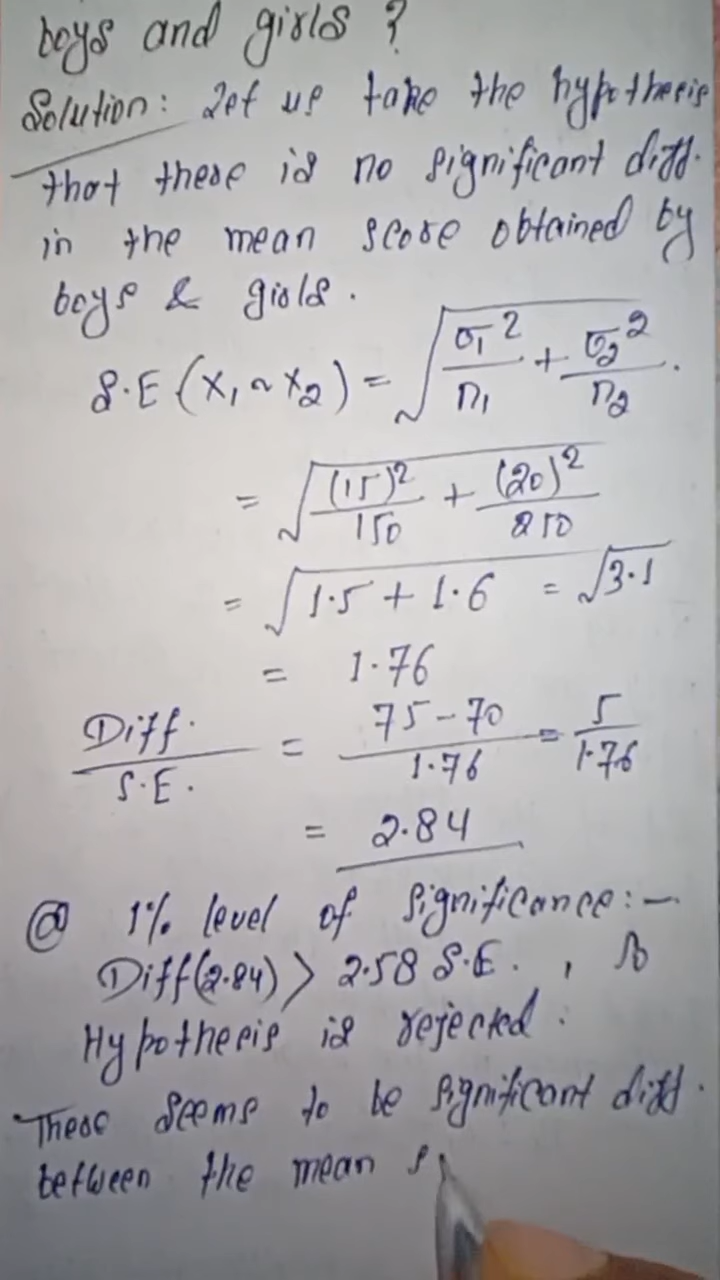 boys and girls ?
Solution: Let us take the hypothesis
that there is no significant diff.
in the mean score obtained by
boys & girls.
S.E (X₁ ~ X₂) = √(σ₁²/n₁ + σ₂²/n₂).
= √((15)²/150 + (20)²/250)
= √(1.5 + 1.6) = √3.1
= 1.76
Diff./S.E. = (75-70)/1.76 = 5/1.76
= 2.84
@ 1% level of significance:-
Diff(2.84) > 2.58 S.E. , so
Hypothesis is rejected.
There seems to be significant diff.
between the mean s